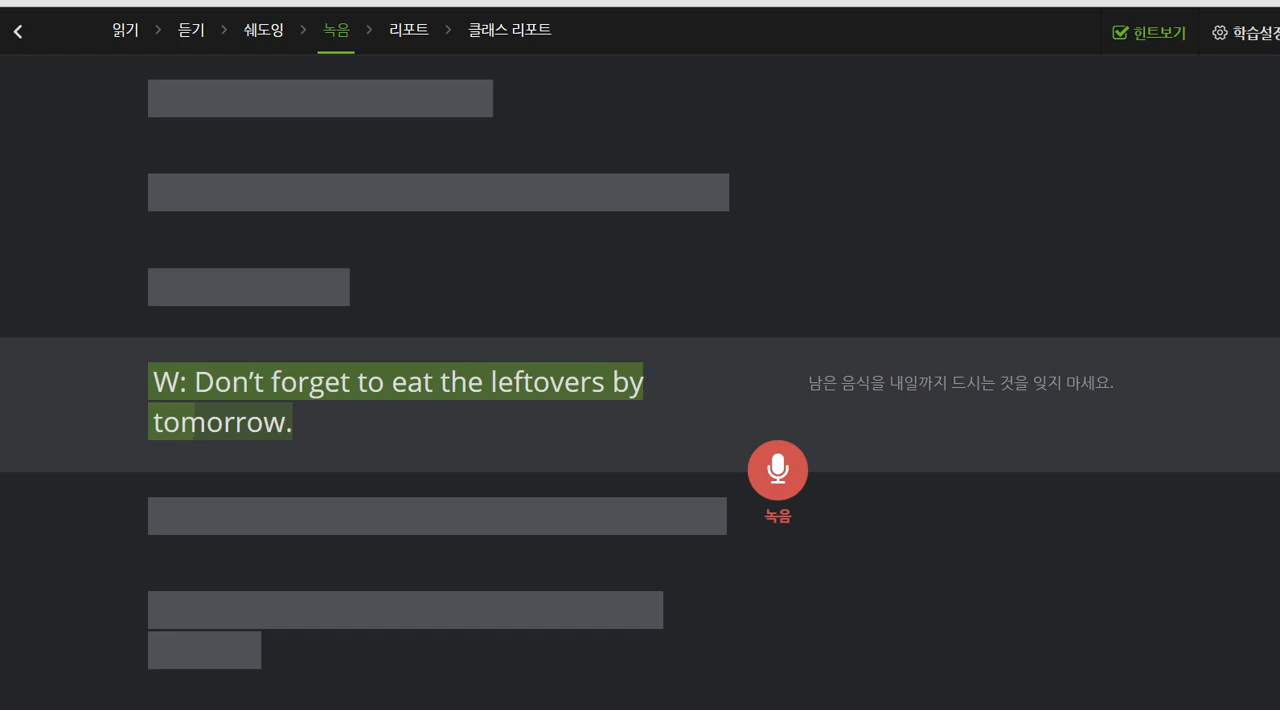 읽기 > 듣기 > 쉐도잉 > 녹음 > 리포트 > 클래스 리포트
힌트보기
학습설정
W: Don't forget to eat the leftovers by
tomorrow.
남은 음식을 내일까지 드시는 것을 잊지 마세요.
녹음